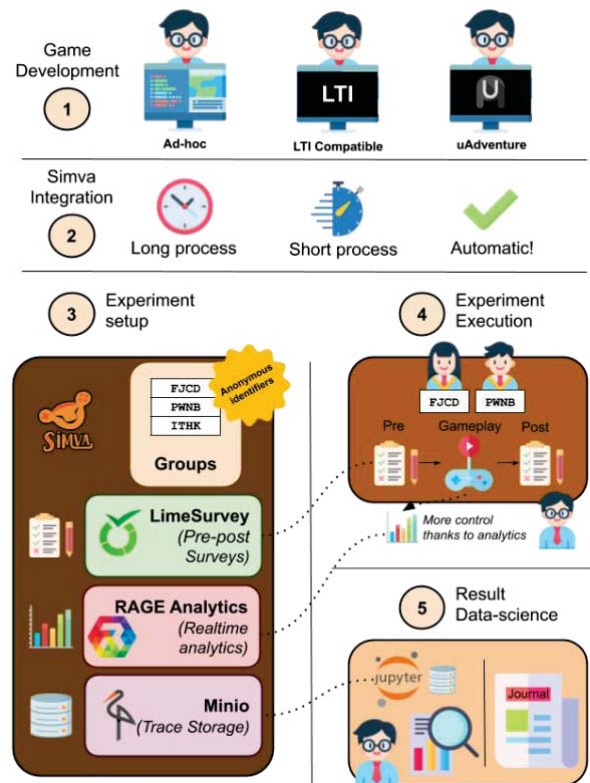 Game
Development
1
LTI
U
Ad-hoc
LTI Compatible
uAdventure
Simva
Integration
2
Long process
Short process
Automatic!
3
Experiment
setup
Anonymous
identifiers
FJCD
PWNB
ITHK
Groups
SIMVA
LimeSurvey
(Pre-post
Surveys)
RAGE Analytics
(Realtime
analytics)
Minio
(Trace Storage)
4
Experiment
Execution
FJCD
PWNB
Pre
Gameplay
Post
More control
thanks to analytics
5
Result
Data-science
jupyter
Journal